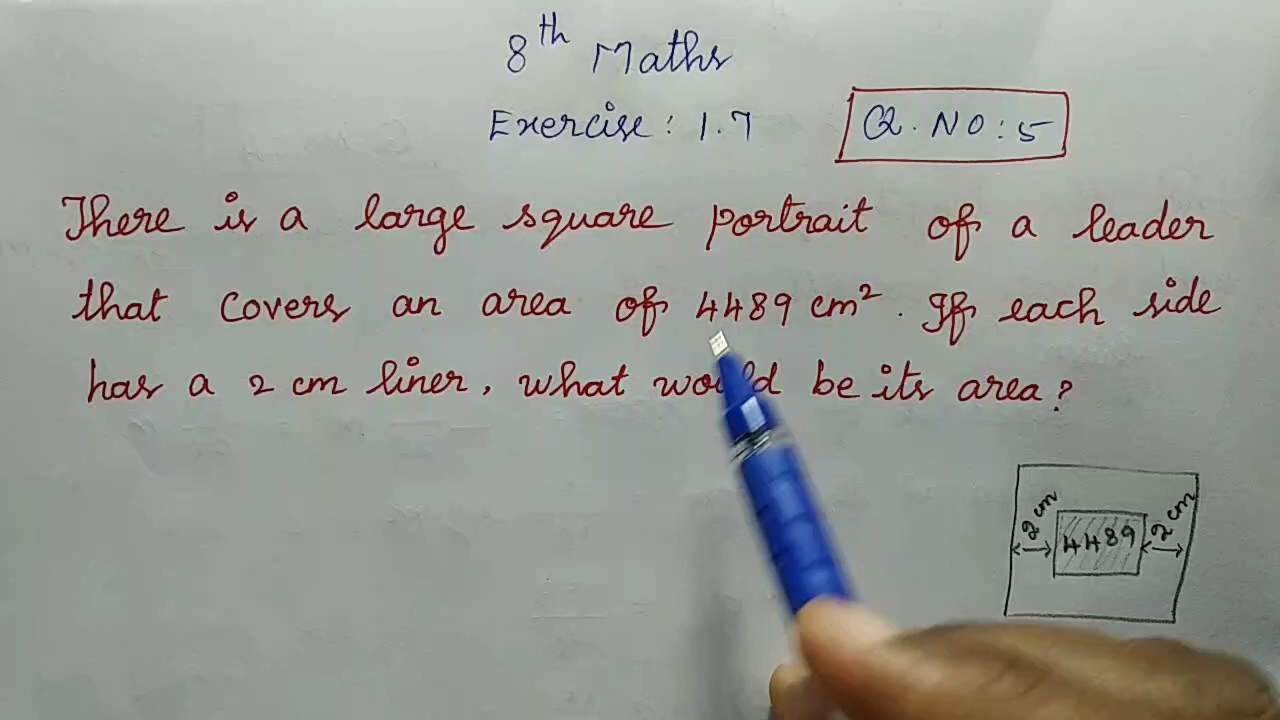 8th Maths
Exercise: 1.7
Q. NO: 5
There is a large square portrait of a leader
that covers an area of 4489 cm². If each side
has a 2 cm liner, what would be its area?
2 cm
4489
2 cm